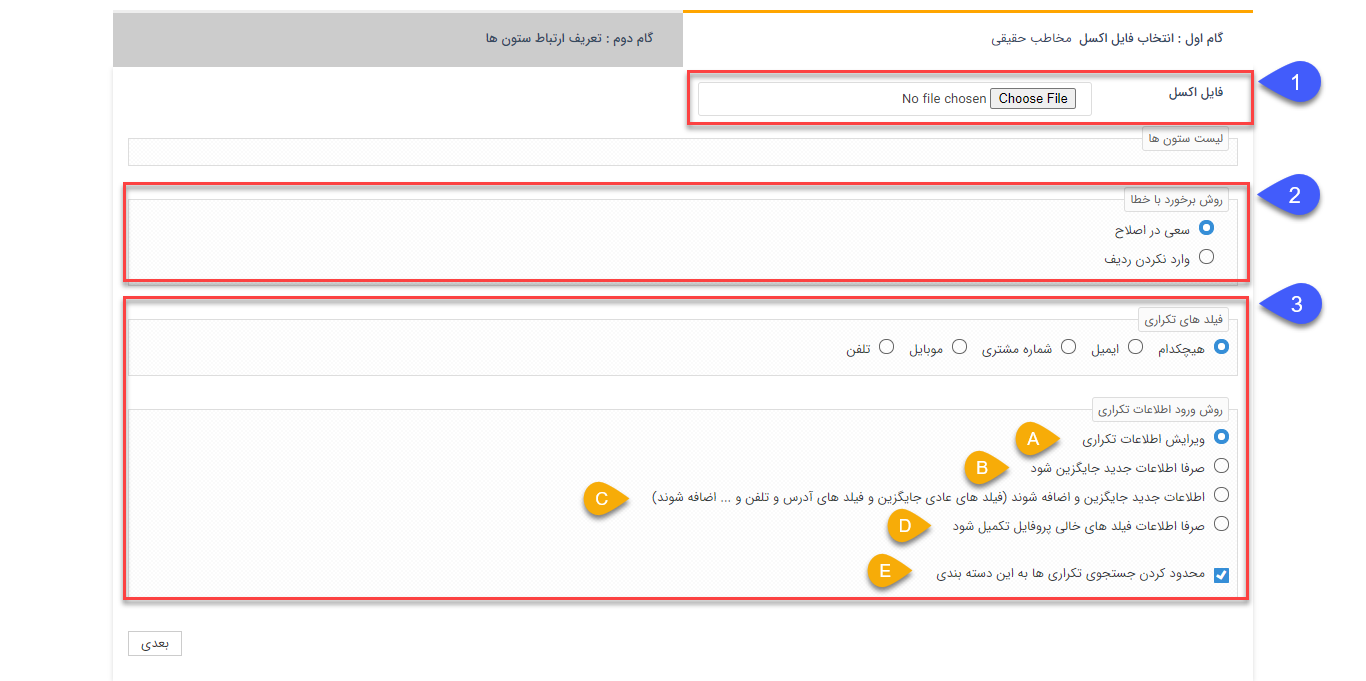 گام اول : انتخاب فایل اکسل مخاطب حقیقی
گام دوم : تعریف ارتباط ستون ها
فایل اکسل
Choose File No file chosen
1
لیست ستون ها
روش برخورد با خطا
2
سعی در اصلاح
وارد نکردن ردیف
3
فیلد های تکراری
هیچکدام ایمیل شماره مشتری موبایل تلفن
روش ورود اطلاعات تکراری
ویرایش اطلاعات تکراری A
صرفا اطلاعات جدید جایگزین شود B
اطلاعات جدید جایگزین و اضافه شوند (فیلد های عادی جایگزین و فیلد های آدرس و تلفن و ... اضافه شوند) C
صرفا اطلاعات فیلد های خالی پروفایل تکمیل شود D
محدود کردن جستجوی تکراری ها به این دسته بندی E
بعدی